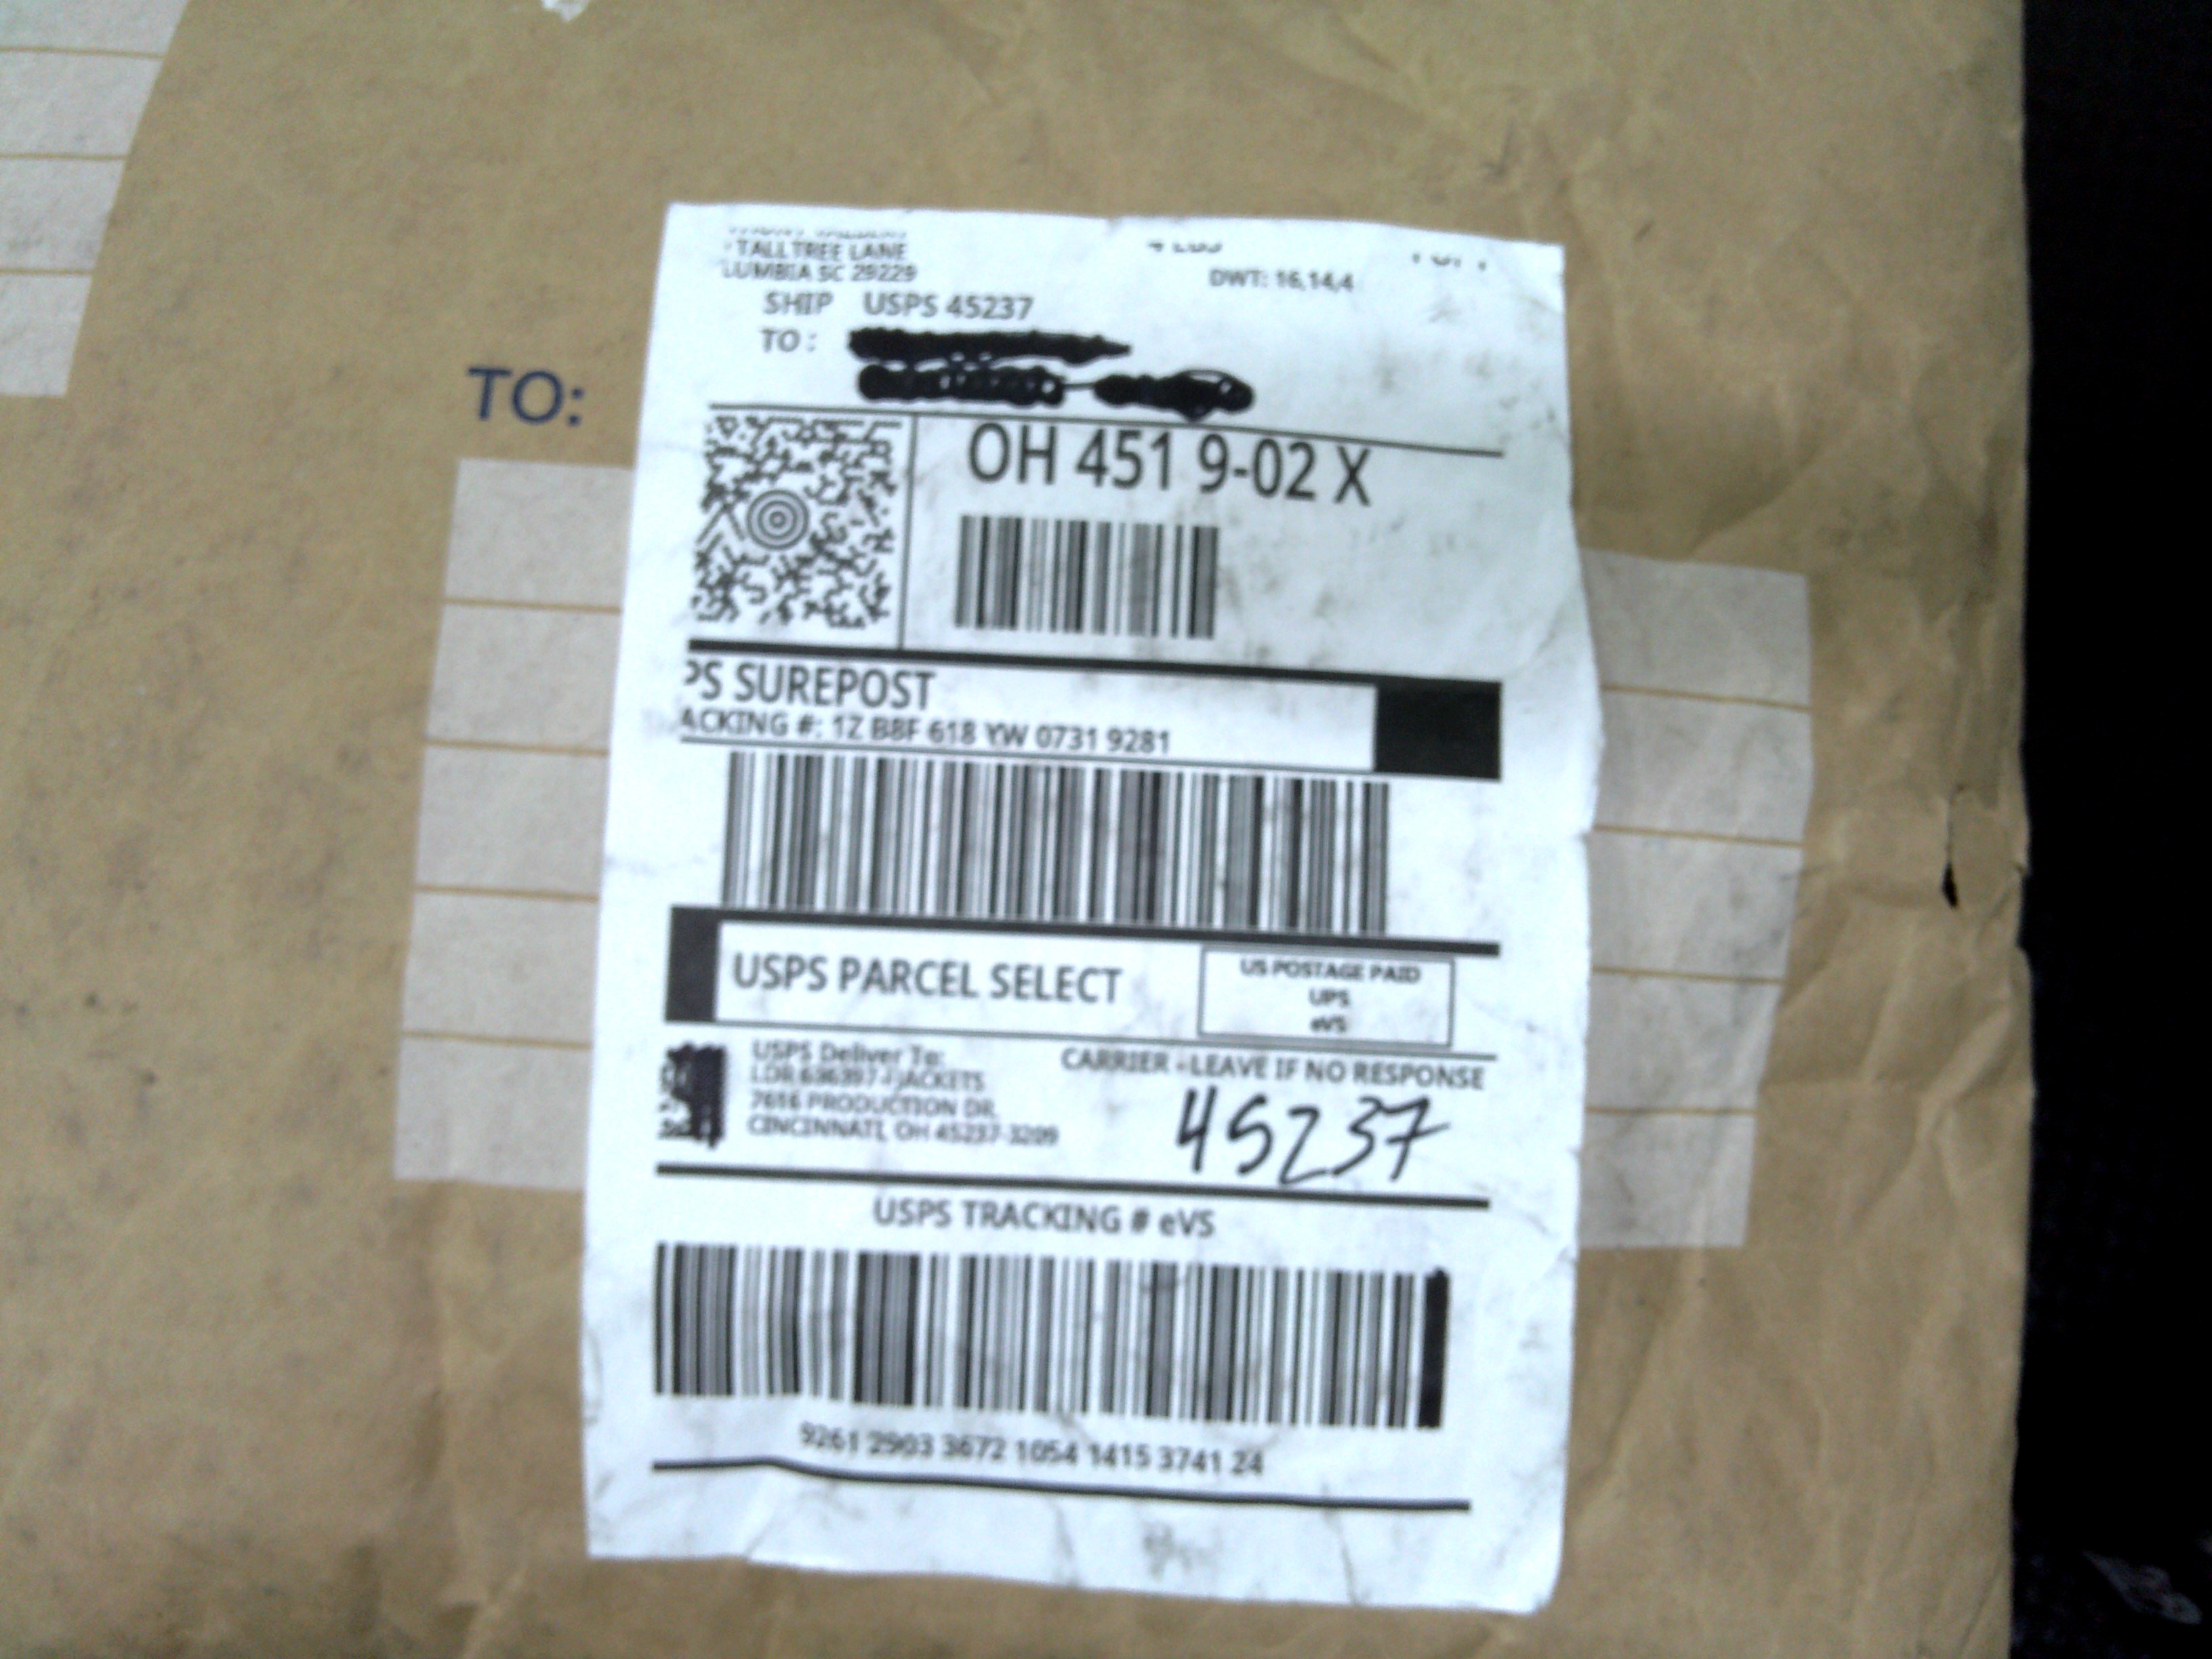 TALLTREE LANE
LUMBIA SC 29229
DWT: 16,14,4
SHIP USPS 45237
TO:
TO:
OH 451 9-02 X
PS SUREPOST
ACKING #: 1Z B8F 618 YW 0731 9281
USPS PARCEL SELECT
US POSTAGE PAID
UPS
eVS
USPS Deliver To:
CARRIER - LEAVE IF NO RESPONSE
JACKETS
7616 PRODUCTION DR
CINCINNATI, OH 45237-3209
45237
USPS TRACKING # eVS
9261 2903 3672 1054 1415 3741 24